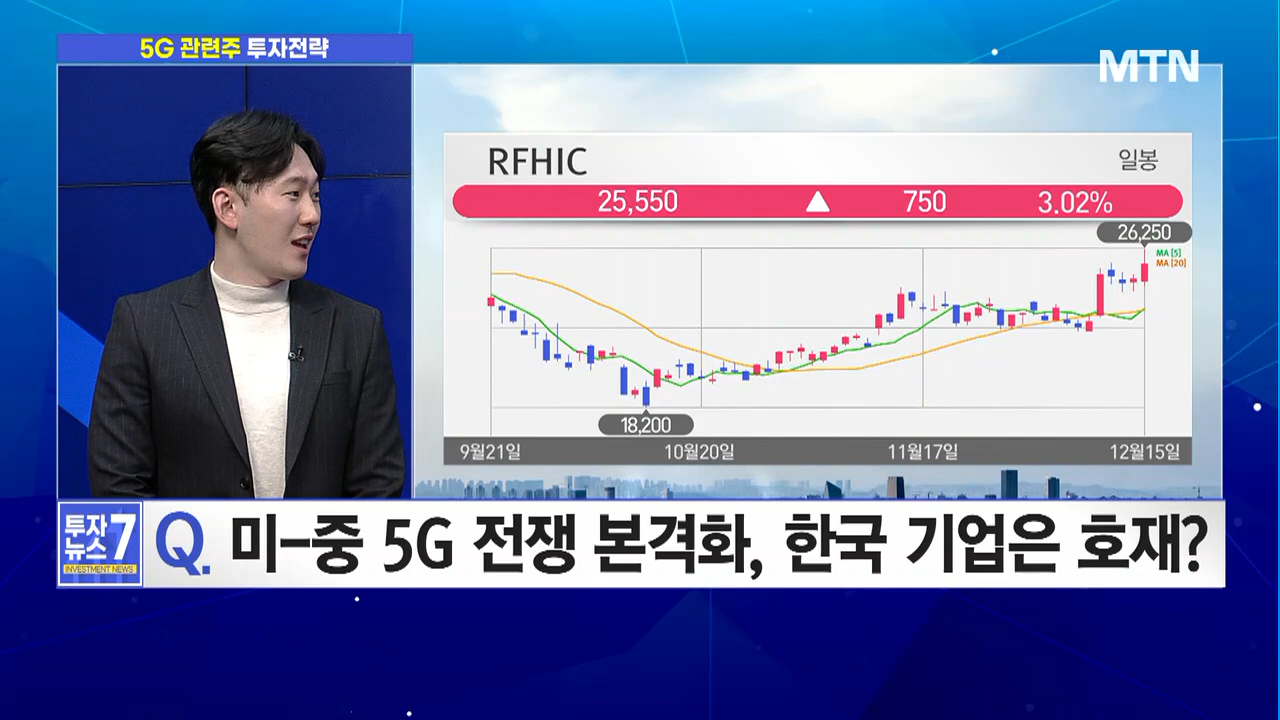 5G 관련주 투자전략
MTN
RFHIC
일봉
25,550 ▲ 750 3.02%
26,250
MA [5]
MA [20]
18,200
9월21일 10월20일 11월17일 12월15일
투자
뉴스7
INVESTMENT NEWS
Q. 미-중 5G 전쟁 본격화, 한국 기업은 호재?